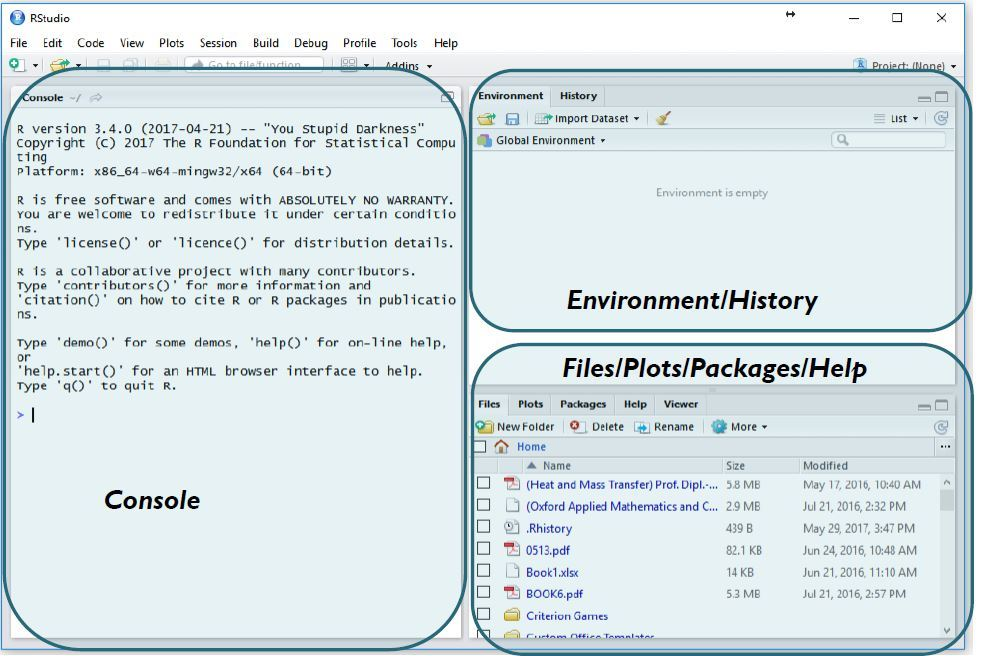 RStudio
File Edit Code View Plots Session Build Debug Profile Tools Help
Go to file/function Addins Project: (None)
Console ~/
R version 3.4.0 (2017-04-21) -- "You Stupid Darkness"
Copyright (C) 2017 The R Foundation for Statistical Compu
ting
Platform: x86_64-w64-mingw32/x64 (64-bit)
R is free software and comes with ABSOLUTELY NO WARRANTY.
You are welcome to redistribute it under certain conditio
ns.
Type 'license()' or 'licence()' for distribution details.
R is a collaborative project with many contributors.
Type 'contributors()' for more information and
'citation()' on how to cite R or R packages in publicatio
ns.
Type 'demo()' for some demos, 'help()' for on-line help,
or
'help.start()' for an HTML browser interface to help.
Type 'q()' to quit R.
>
Console
Environment History
Import Dataset List
Global Environment
Environment is empty
Environment/History
Files/Plots/Packages/Help
Files Plots Packages Help Viewer
New Folder Delete Rename More
Home ...
Name Size Modified
(Heat and Mass Transfer) Prof. Dipl.-... 5.8 MB May 17, 2016, 10:40 AM
(Oxford Applied Mathematics and C... 2.9 MB Jul 21, 2016, 2:32 PM
.Rhistory 439 B May 29, 2017, 3:47 PM
0513.pdf 82.1 KB Jun 24, 2016, 10:48 AM
Book1.xlsx 14 KB Jun 21, 2016, 11:10 AM
BOOK6.pdf 5.3 MB Jul 21, 2016, 2:57 PM
Criterion Games
Custom Office Templates